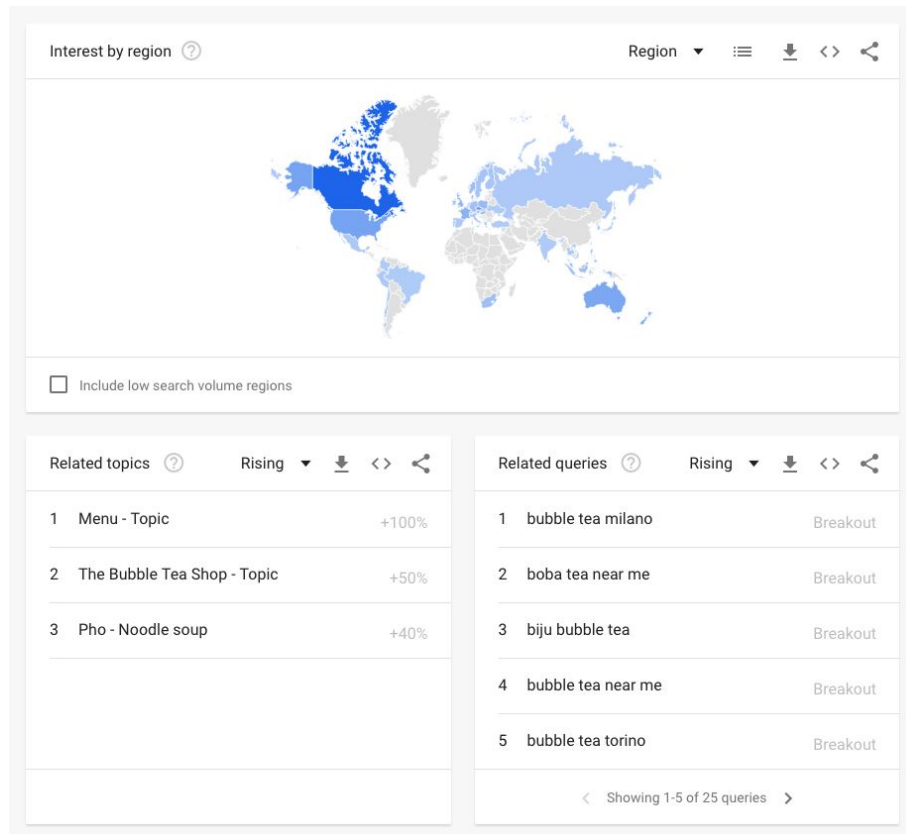 Interest by region
Region
Include low search volume regions
Related topics
Rising
1 Menu - Topic +100%
2 The Bubble Tea Shop - Topic +50%
3 Pho - Noodle soup +40%
Related queries
Rising
1 bubble tea milano Breakout
2 boba tea near me Breakout
3 biju bubble tea Breakout
4 bubble tea near me Breakout
5 bubble tea torino Breakout
Showing 1-5 of 25 queries